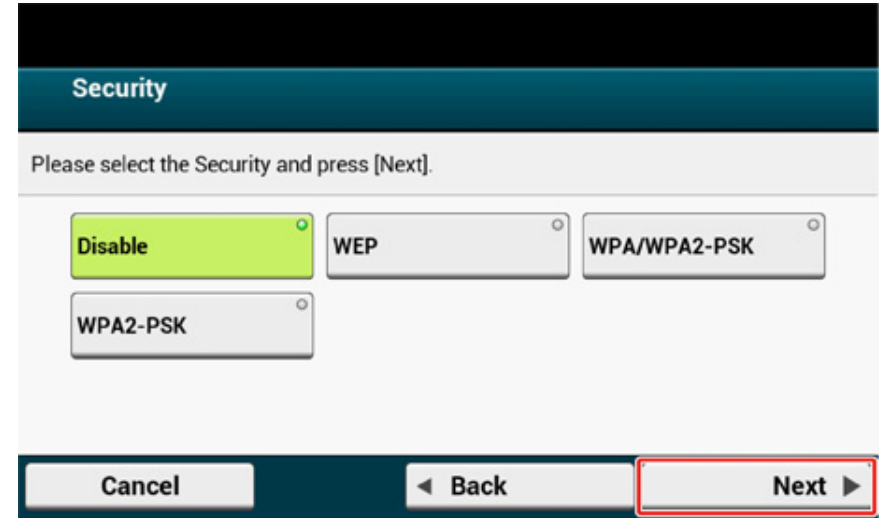 Security
Please select the Security and press [Next].
Disable
WEP
WPA/WPA2-PSK
WPA2-PSK
Cancel
◀ Back
Next ▶